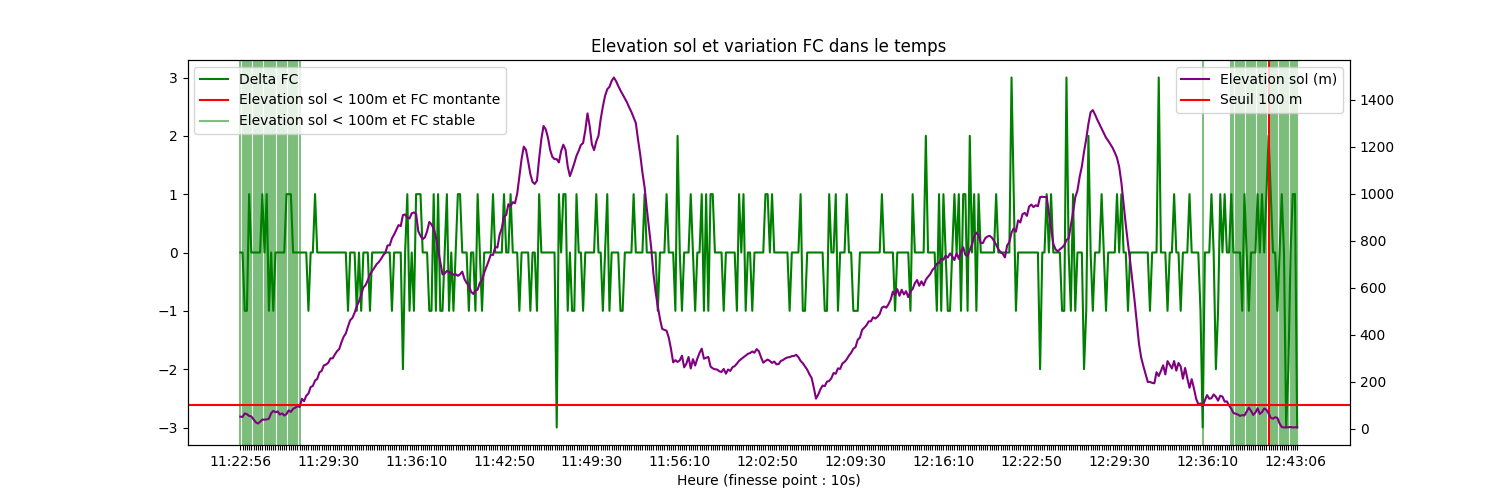 Elevation sol et variation FC dans le temps
Delta FC
Elevation sol < 100m et FC montante
Elevation sol < 100m et FC stable
Elevation sol (m)
Seuil 100 m
3
2
1
0
−1
−2
−3
1400
1200
1000
800
600
400
200
0
11:22:56 11:29:30 11:36:10 11:42:50 11:49:30 11:56:10 12:02:50 12:09:30 12:16:10 12:22:50 12:29:30 12:36:10 12:43:06
Heure (finesse point : 10s)